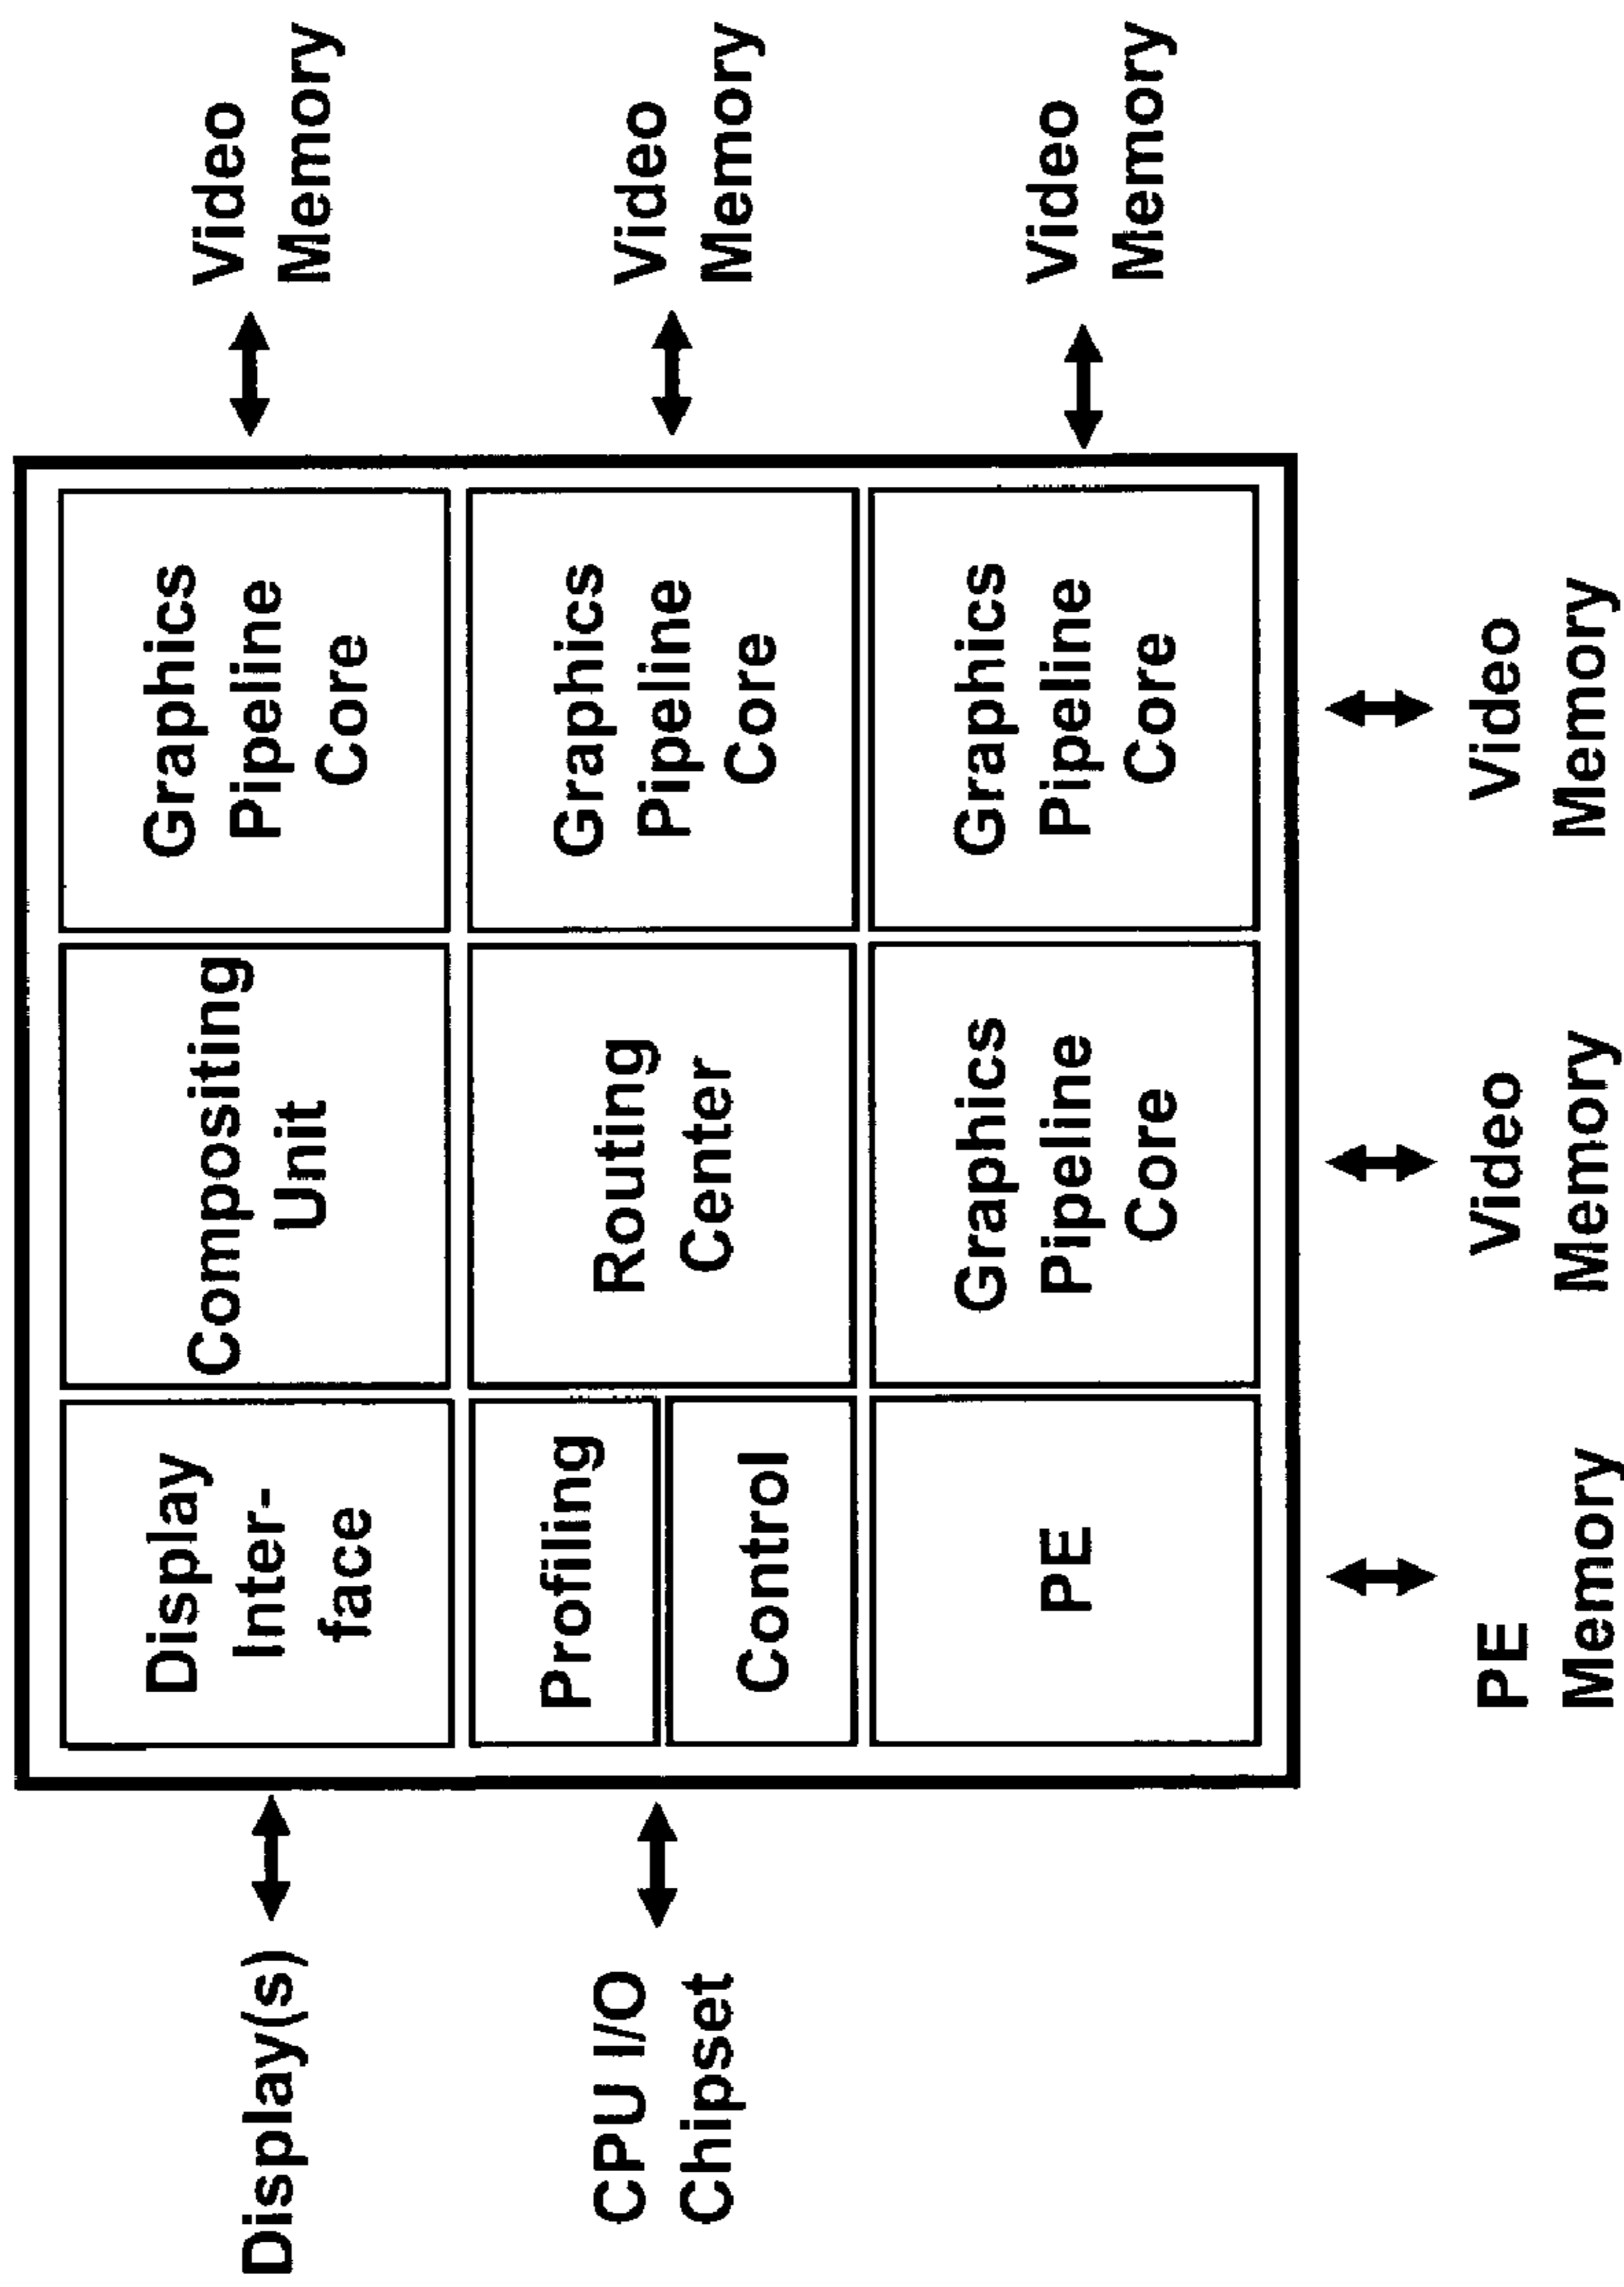 Display(s)
Display
Inter-
face
Compositing
Unit
Graphics
Pipeline
Core
Video
Memory
CPU I/O
Chipset
Profiling
Control
Routing
Center
Graphics
Pipeline
Core
Video
Memory
PE
Graphics
Pipeline
Core
Graphics
Pipeline
Core
Video
Memory
PE
Memory
Video
Memory
Video
Memory